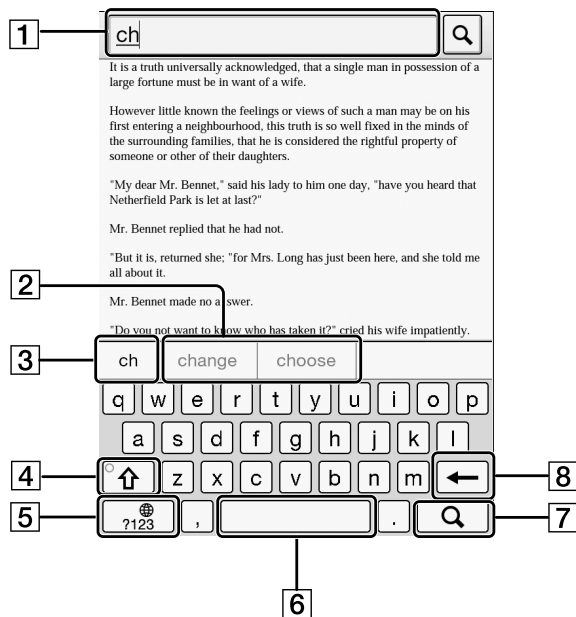 1
ch
It is a truth universally acknowledged, that a single man in possession of a
large fortune must be in want of a wife.
However little known the feelings or views of such a man may be on his
first entering a neighbourhood, this truth is so well fixed in the minds of
the surrounding families, that he is considered the rightful property of
someone or other of their daughters.
"My dear Mr. Bennet," said his lady to him one day, "have you heard that
Netherfield Park is let at last?"
Mr. Bennet replied that he had not.
"But it is, returned she; "for Mrs. Long has just been here, and she told me
all about it.
2
Mr. Bennet made no answer.
"Do you not want to know who has taken it?" cried his wife impatiently.
3
ch change choose
q w e r t y u i o p
a s d f g h j k l
4
z x c v b n m
8
5
?123 , .
7
6